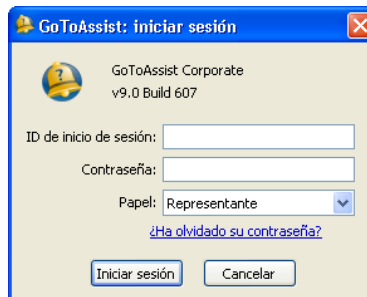 GoToAssist: iniciar sesión
GoToAssist Corporate
v9.0 Build 607
ID de inicio de sesión:
Contraseña:
Papel: Representante
¿Ha olvidado su contraseña?
Iniciar sesión Cancelar